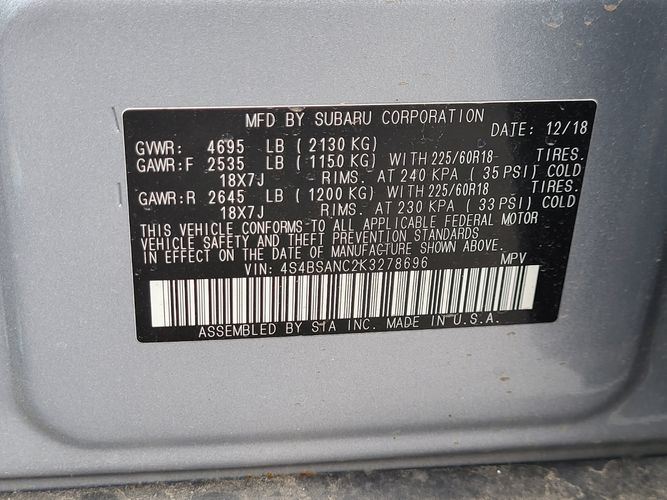 MFD BY SUBARU CORPORATION
DATE: 12/18
GVWR: 4695 LB ( 2130 KG)
GAWR:F 2535 LB ( 1150 KG) WITH 225/60R18 TIRES.
18X7J RIMS. AT 240 KPA ( 35 PSI) COLD
GAWR:R 2645 LB ( 1200 KG) WITH 225/60R18 TIRES.
18X7J RIMS. AT 230 KPA ( 33 PSI) COLD
THIS VEHICLE CONFORMS TO ALL APPLICABLE FEDERAL MOTOR
VEHICLE SAFETY AND THEFT PREVENTION STANDARDS
IN EFFECT ON THE DATE OF MANUFACTURE SHOWN ABOVE.
VIN: 4S4BSANC2K3278696 MPV
ASSEMBLED BY SIA INC. MADE IN U.S.A.